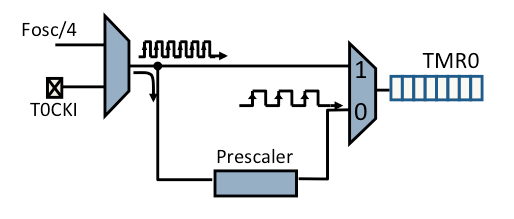 Fosc/4
T0CKI
TMR0
1
0
Prescaler